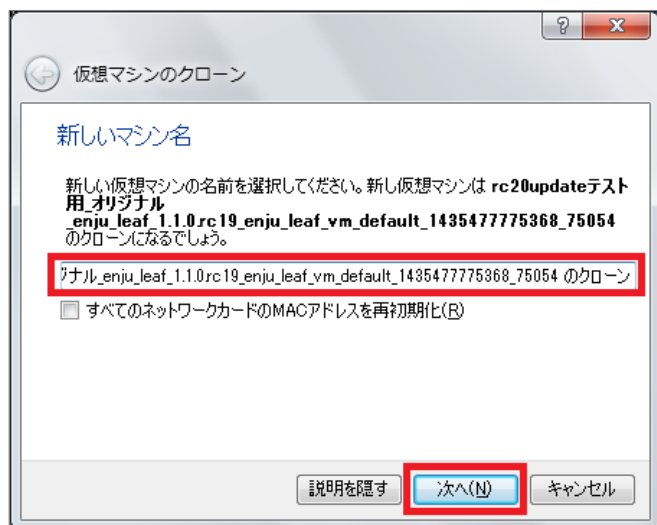 ?
x
仮想マシンのクローン
新しいマシン名
新しい仮想マシンの名前を選択してください。新し仮想マシンは rc20updateテスト
用_オリジナル
_enju_leaf_1.1.0.rc19_enju_leaf_vm_default_1435477775368_75054
のクローンになるでしょう。
ジナル_enju_leaf_1.1.0.rc19_enju_leaf_vm_default_1435477775368_75054 のクローン
すべてのネットワークカードのMACアドレスを再初期化(R)
説明を隠す 次へ(N) キャンセル